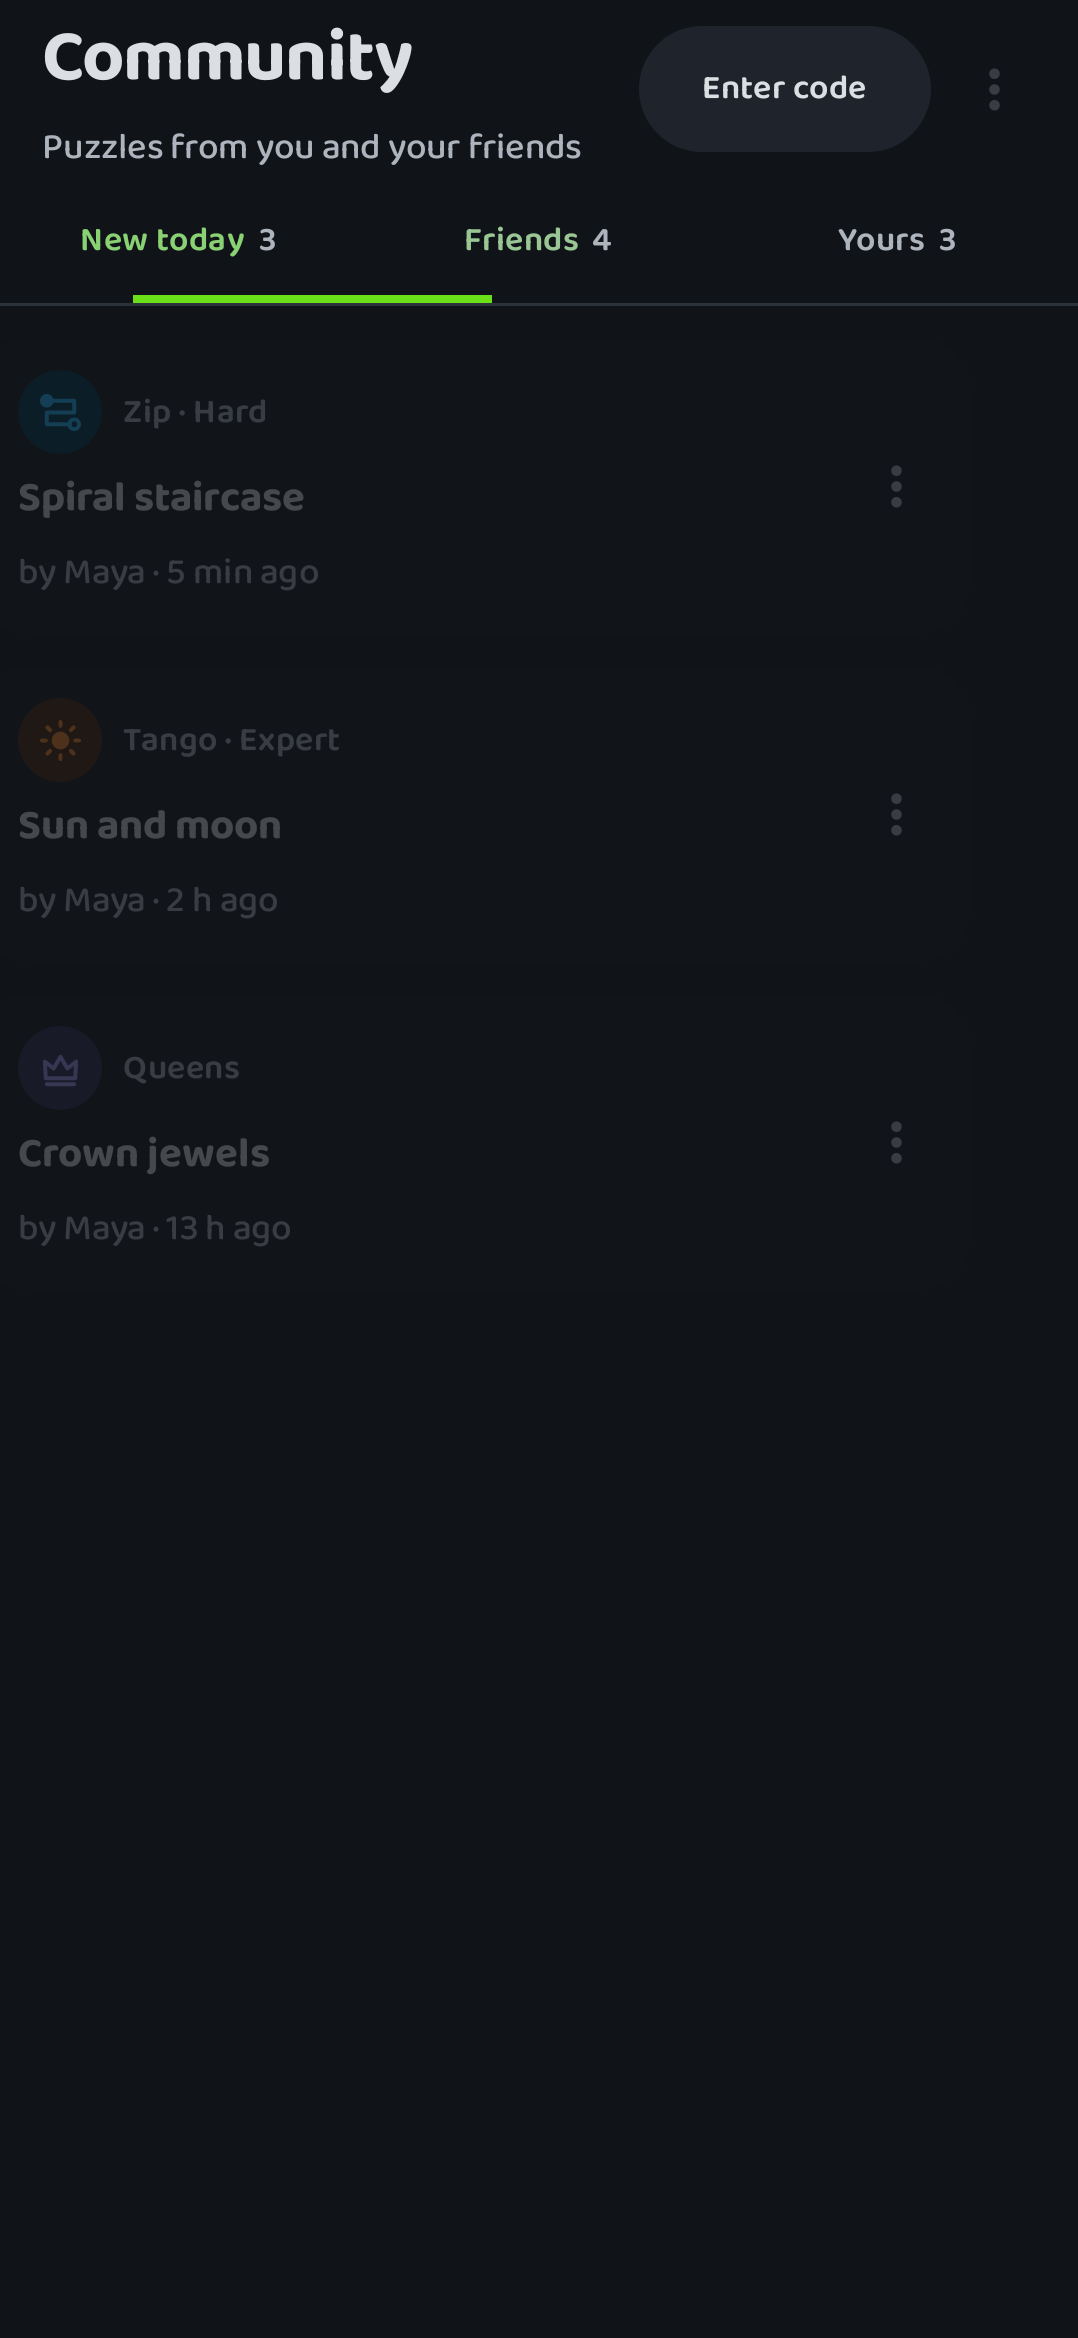 Community
Enter code
Puzzles from you and your friends
New today 3
Friends 4
Yours 3
Zip · Hard
Spiral staircase
by Maya · 5 min ago
Tango · Expert
Sun and moon
by Maya · 2 h ago
Queens
Crown jewels
by Maya · 13 h ago